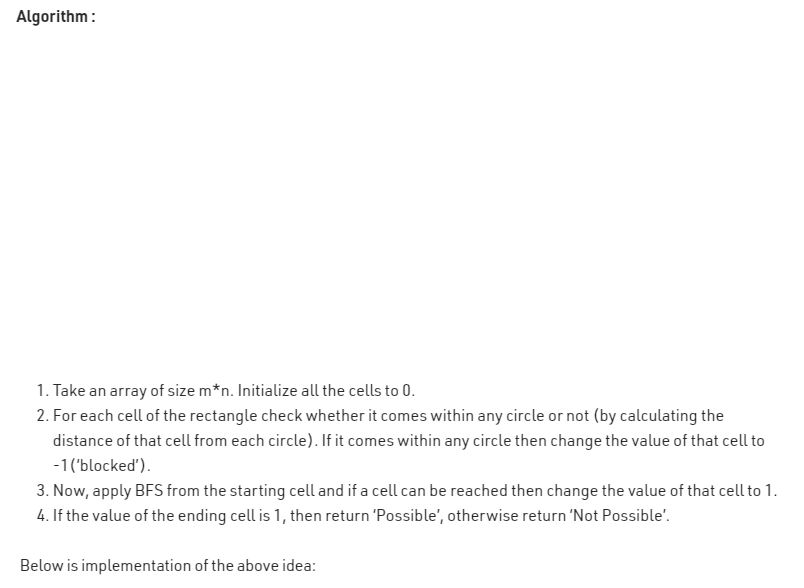 Algorithm :
1. Take an array of size m*n. Initialize all the cells to 0.
2. For each cell of the rectangle check whether it comes within any circle or not (by calculating the
distance of that cell from each circle). If it comes within any circle then change the value of that cell to
-1(‘blocked’).
3. Now, apply BFS from the starting cell and if a cell can be reached then change the value of that cell to 1.
4. If the value of the ending cell is 1, then return ‘Possible’, otherwise return ‘Not Possible’.
Below is implementation of the above idea: